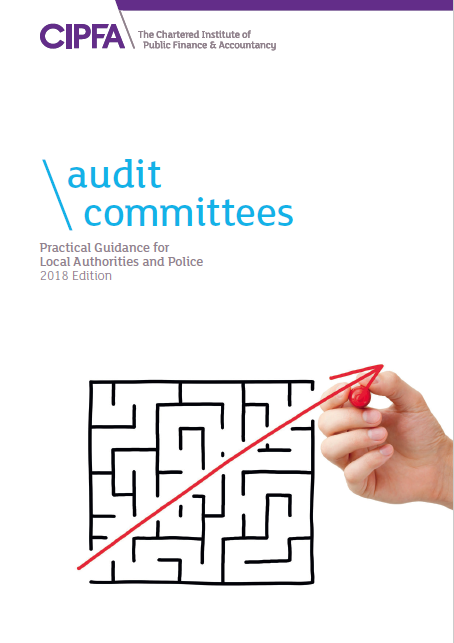 CIPFA
The Chartered Institute of
Public Finance & Accountancy
audit
committees
Practical Guidance for
Local Authorities and Police
2018 Edition